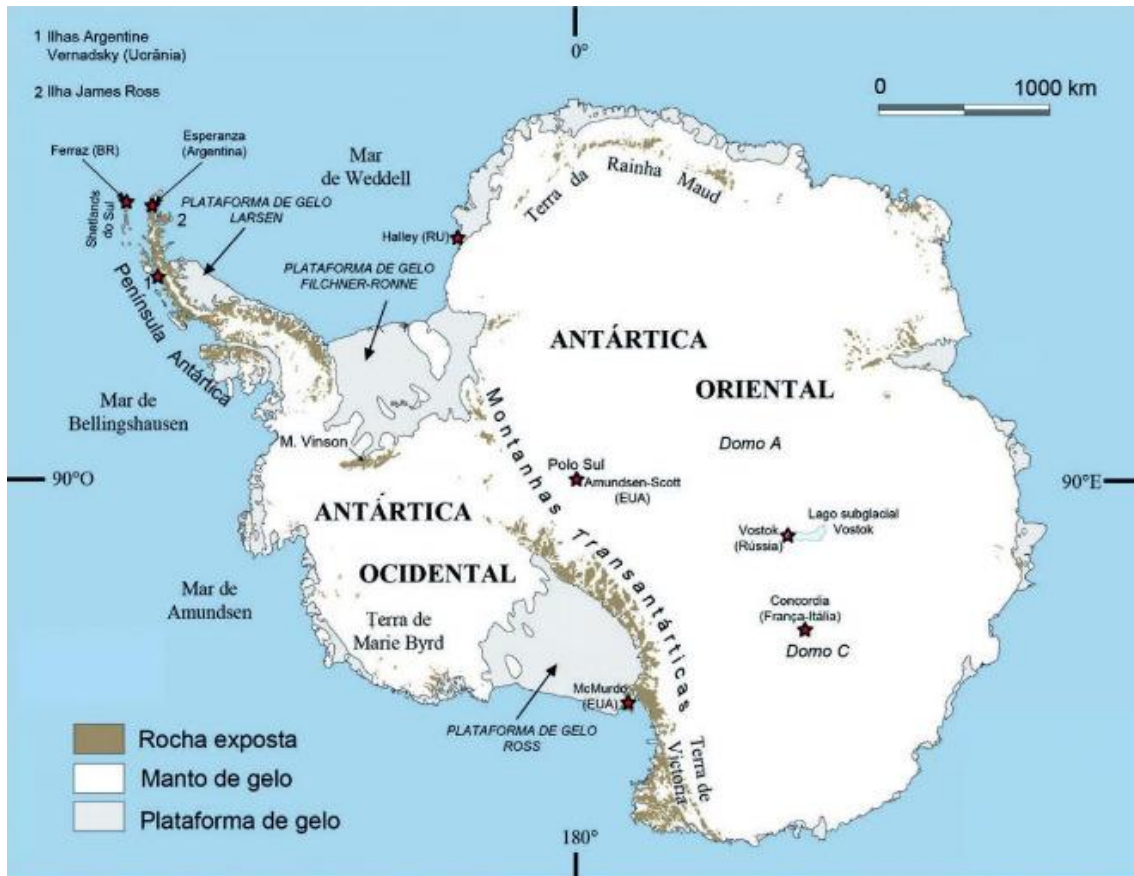 1 Ilhas Argentine
Vernadsky (Ucrânia)
2 Ilha James Ross
0°
0 1000 km
Ferraz (BR)
Esperanza
(Argentina)
Mar
de Weddell
Terra da Rainha Maud
Shetlands
do Sul
PLATAFORMA DE GELO
LARSEN
2
Halley (RU)
1
PLATAFORMA DE GELO
FILCHNER-RONNE
Península Antártica
ANTÁRTICA
ORIENTAL
Mar de
Bellingshausen
M. Vinson
Montanhas Transantárticas
Domo A
90°O
Polo Sul
Amundsen-Scott
(EUA)
90°E
ANTÁRTICA
OCIDENTAL
Lago subglacial
Vostok
Vostok
(Rússia)
Mar de
Amundsen
Terra de
Marie Byrd
Concordia
(França-Itália)
Domo C
McMurdo
(EUA)
PLATAFORMA DE GELO
ROSS
Terra de
Victoria
Rocha exposta
Manto de gelo
Plataforma de gelo
180°